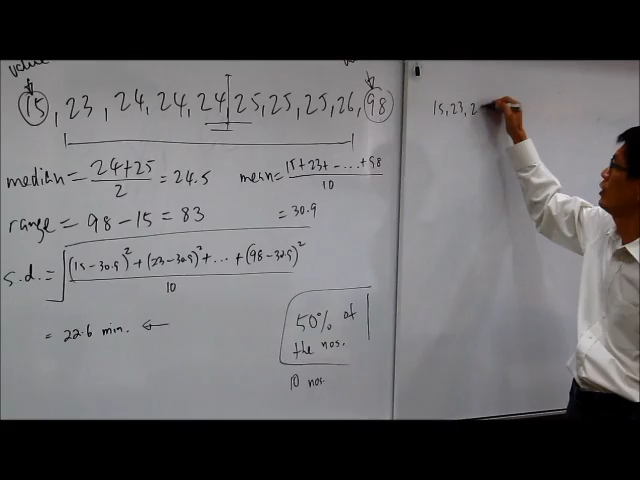 value
15, 23, 24, 24, 24, 25, 25, 25, 26, 98
15, 23, 2
median = 24+25 / 2 = 24.5
mean = 15+23+ - ... +98 / 10
= 30.9
range = 98 - 15 = 83
s.d. = √ (15-30.9)² + (23-30.9)² + ... + (98-30.9)² / 10
= 22.6 min. ←
50% of
the nos.
10 nos.